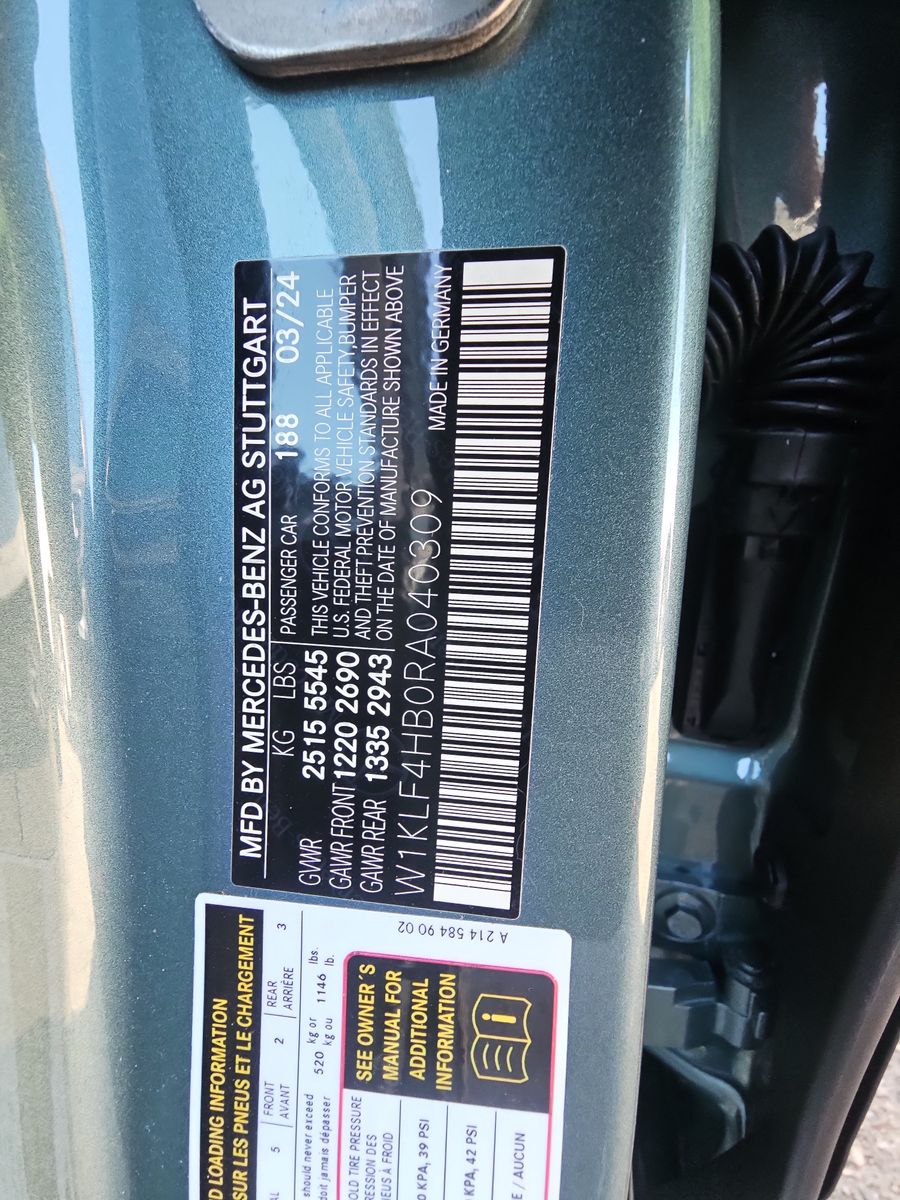 MFD BY MERCEDES-BENZ AG STUTTGART
KG LBS PASSENGER CAR 188 03/24
GVWR 2515 5545 THIS VEHICLE CONFORMS TO ALL APPLICABLE
GAWR FRONT 1220 2690 U.S. FEDERAL MOTOR VEHICLE SAFETY,BUMPER
GAWR REAR 1335 2943 AND THEFT PREVENTION STANDARDS IN EFFECT
ON THE DATE OF MANUFACTURE SHOWN ABOVE
W1KLF4HB0RA040309 MADE IN GERMANY
LOADING INFORMATION
SUR LES PNEUS ET LE CHARGEMENT
5 FRONT 2 REAR 3
AVANT ARRIÈRE
should never exceed 520 kg or 1146 lbs.
doit jamais dépasser kg ou lb.
TIRE PRESSURE
DES
À FROID
KPA, 39 PSI
KPA, 42 PSI
/ AUCUN
SEE OWNER'S
MANUAL FOR
ADDITIONAL
INFORMATION
i
A 214 584 90 02